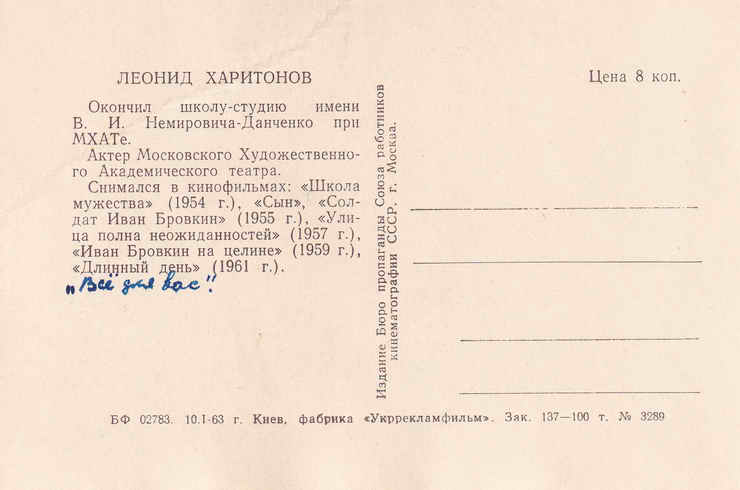 ЛЕОНИД ХАРИТОНОВ
Окончил школу-студию имени
В. И. Немировича-Данченко при
МХАТе.
Актер Московского Художественно-
го Академического театра.
Снимался в кинофильмах: «Школа
мужества» (1954 г.), «Сын», «Сол-
дат Иван Бровкин» (1955 г.), «Ули-
ца полна неожиданностей» (1957 г.),
«Иван Бровкин на целине» (1959 г.),
«Длинный день» (1961 г.).
„Всё для вас".
Издание Бюро пропаганды Союза работников
кинематографии СССР. г. Москва.
Цена 8 коп.
БФ 02783. 10.I-63 г. Киев, фабрика «Укррекламфильм». Зак. 137—100 т. № 3289